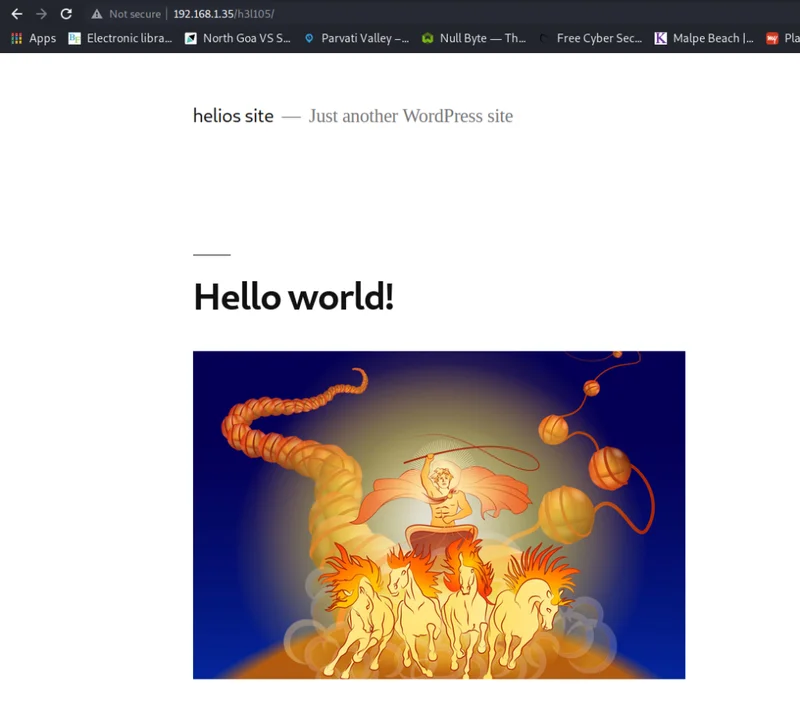 Not secure | 192.168.1.35/h3l105/
Apps Electronic libra... North Goa VS S... Parvati Valley –... Null Byte — Th... Free Cyber Sec... Malpe Beach |... Pla
helios site — Just another WordPress site
Hello world!